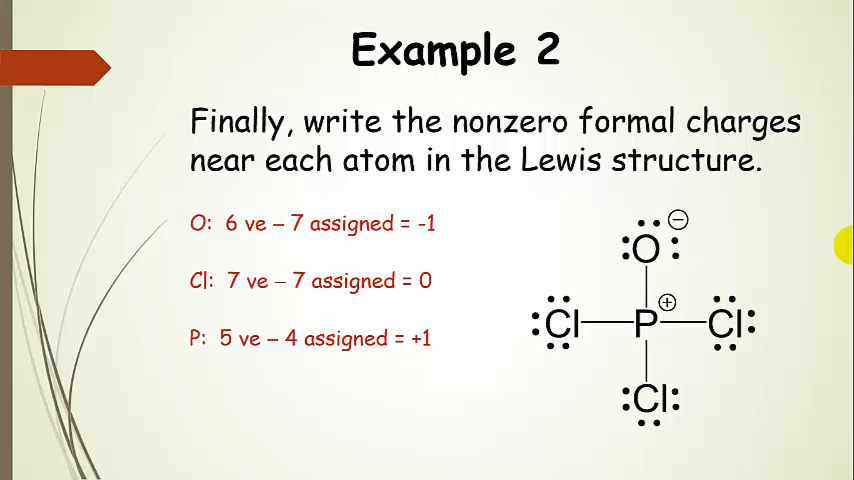 Example 2
Finally, write the nonzero formal charges
near each atom in the Lewis structure.
O: 6 ve – 7 assigned = -1
Cl: 7 ve – 7 assigned = 0
P: 5 ve – 4 assigned = +1
O −
Cl P + Cl
Cl